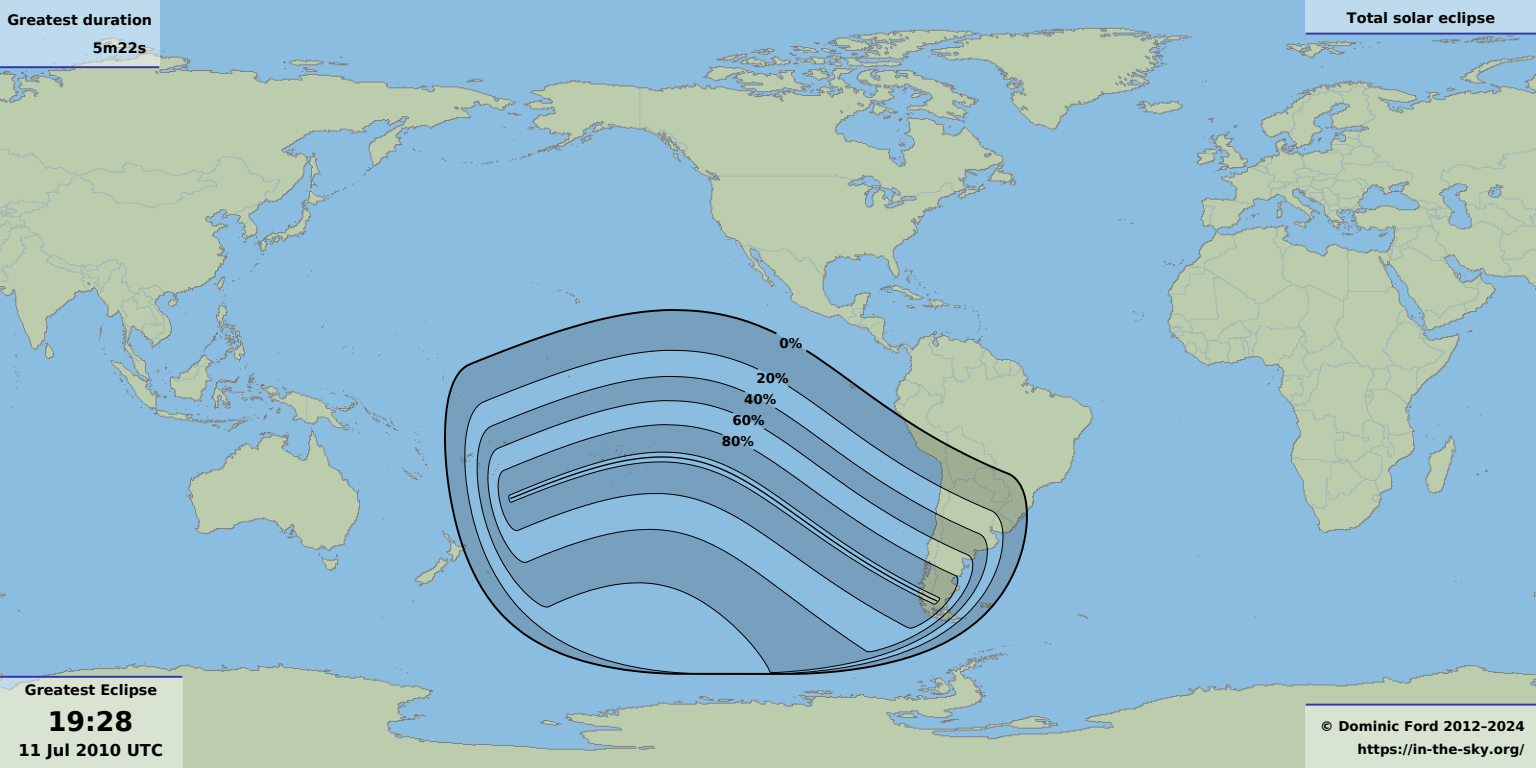 Greatest duration
5m22s
Total solar eclipse
0%
20%
40%
60%
80%
Greatest Eclipse
19:28
11 Jul 2010 UTC
© Dominic Ford 2012–2024
https://in-the-sky.org/